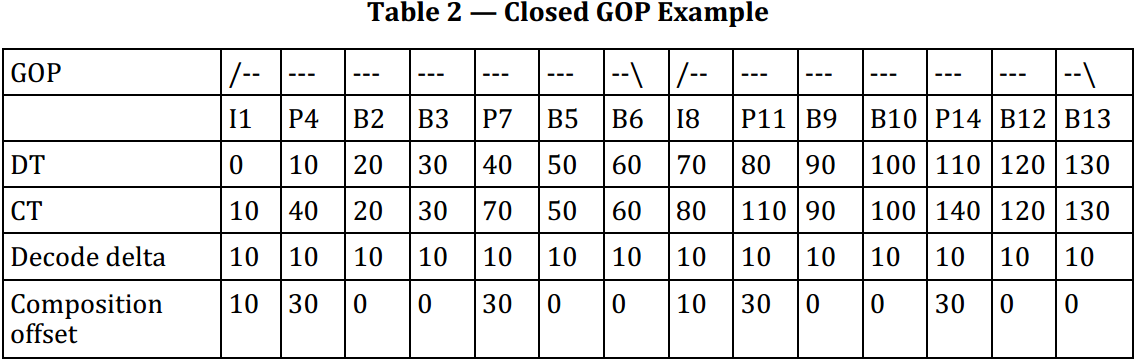 Table 2 — Closed GOP Example
GOP /-- --- --- --- --- --- --\ /-- --- --- --- --- --- --\
I1 P4 B2 B3 P7 B5 B6 I8 P11 B9 B10 P14 B12 B13
DT 0 10 20 30 40 50 60 70 80 90 100 110 120 130
CT 10 40 20 30 70 50 60 80 110 90 100 140 120 130
Decode delta 10 10 10 10 10 10 10 10 10 10 10 10 10 10
Composition offset 10 30 0 0 30 0 0 10 30 0 0 30 0 0